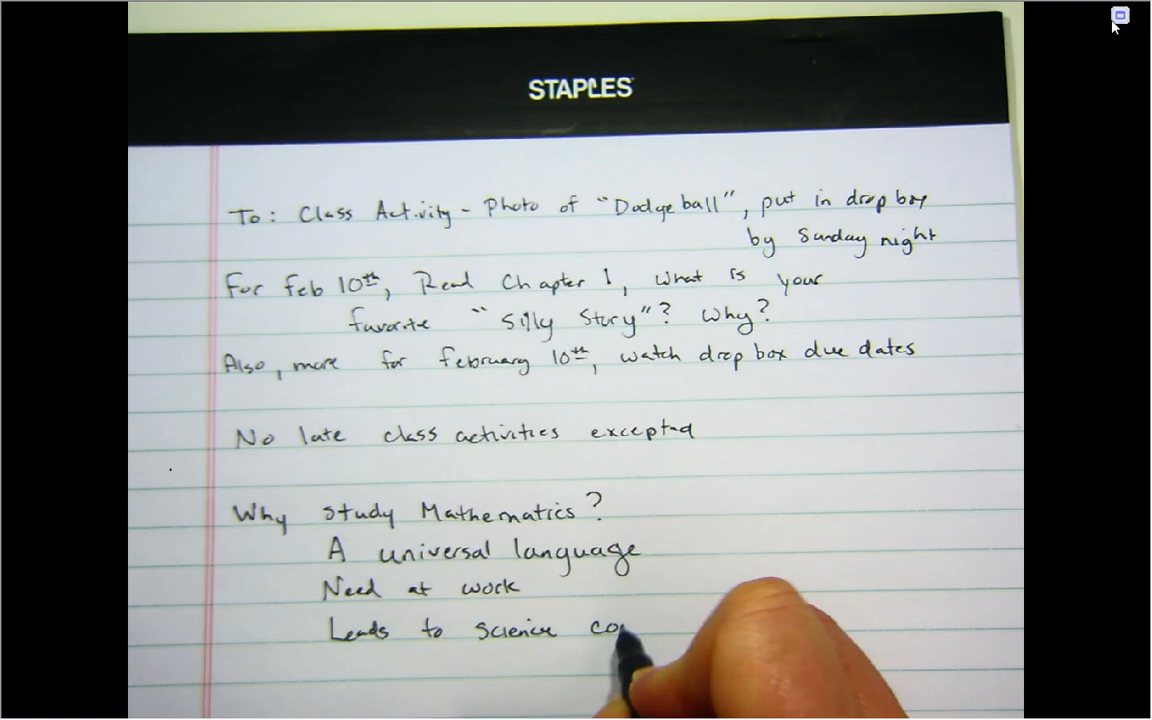 STAPLES
To: Class Activity - Photo of "Dodgeball", put in drop box
by Sunday night
For Feb 10th, Read Chapter 1, what is your
favorite "Silly Story"? Why?
Also, more for february 10th, watch drop box due dates
No late class activities excepted
Why study Mathematics?
A universal language
Need at work
Leads to science co